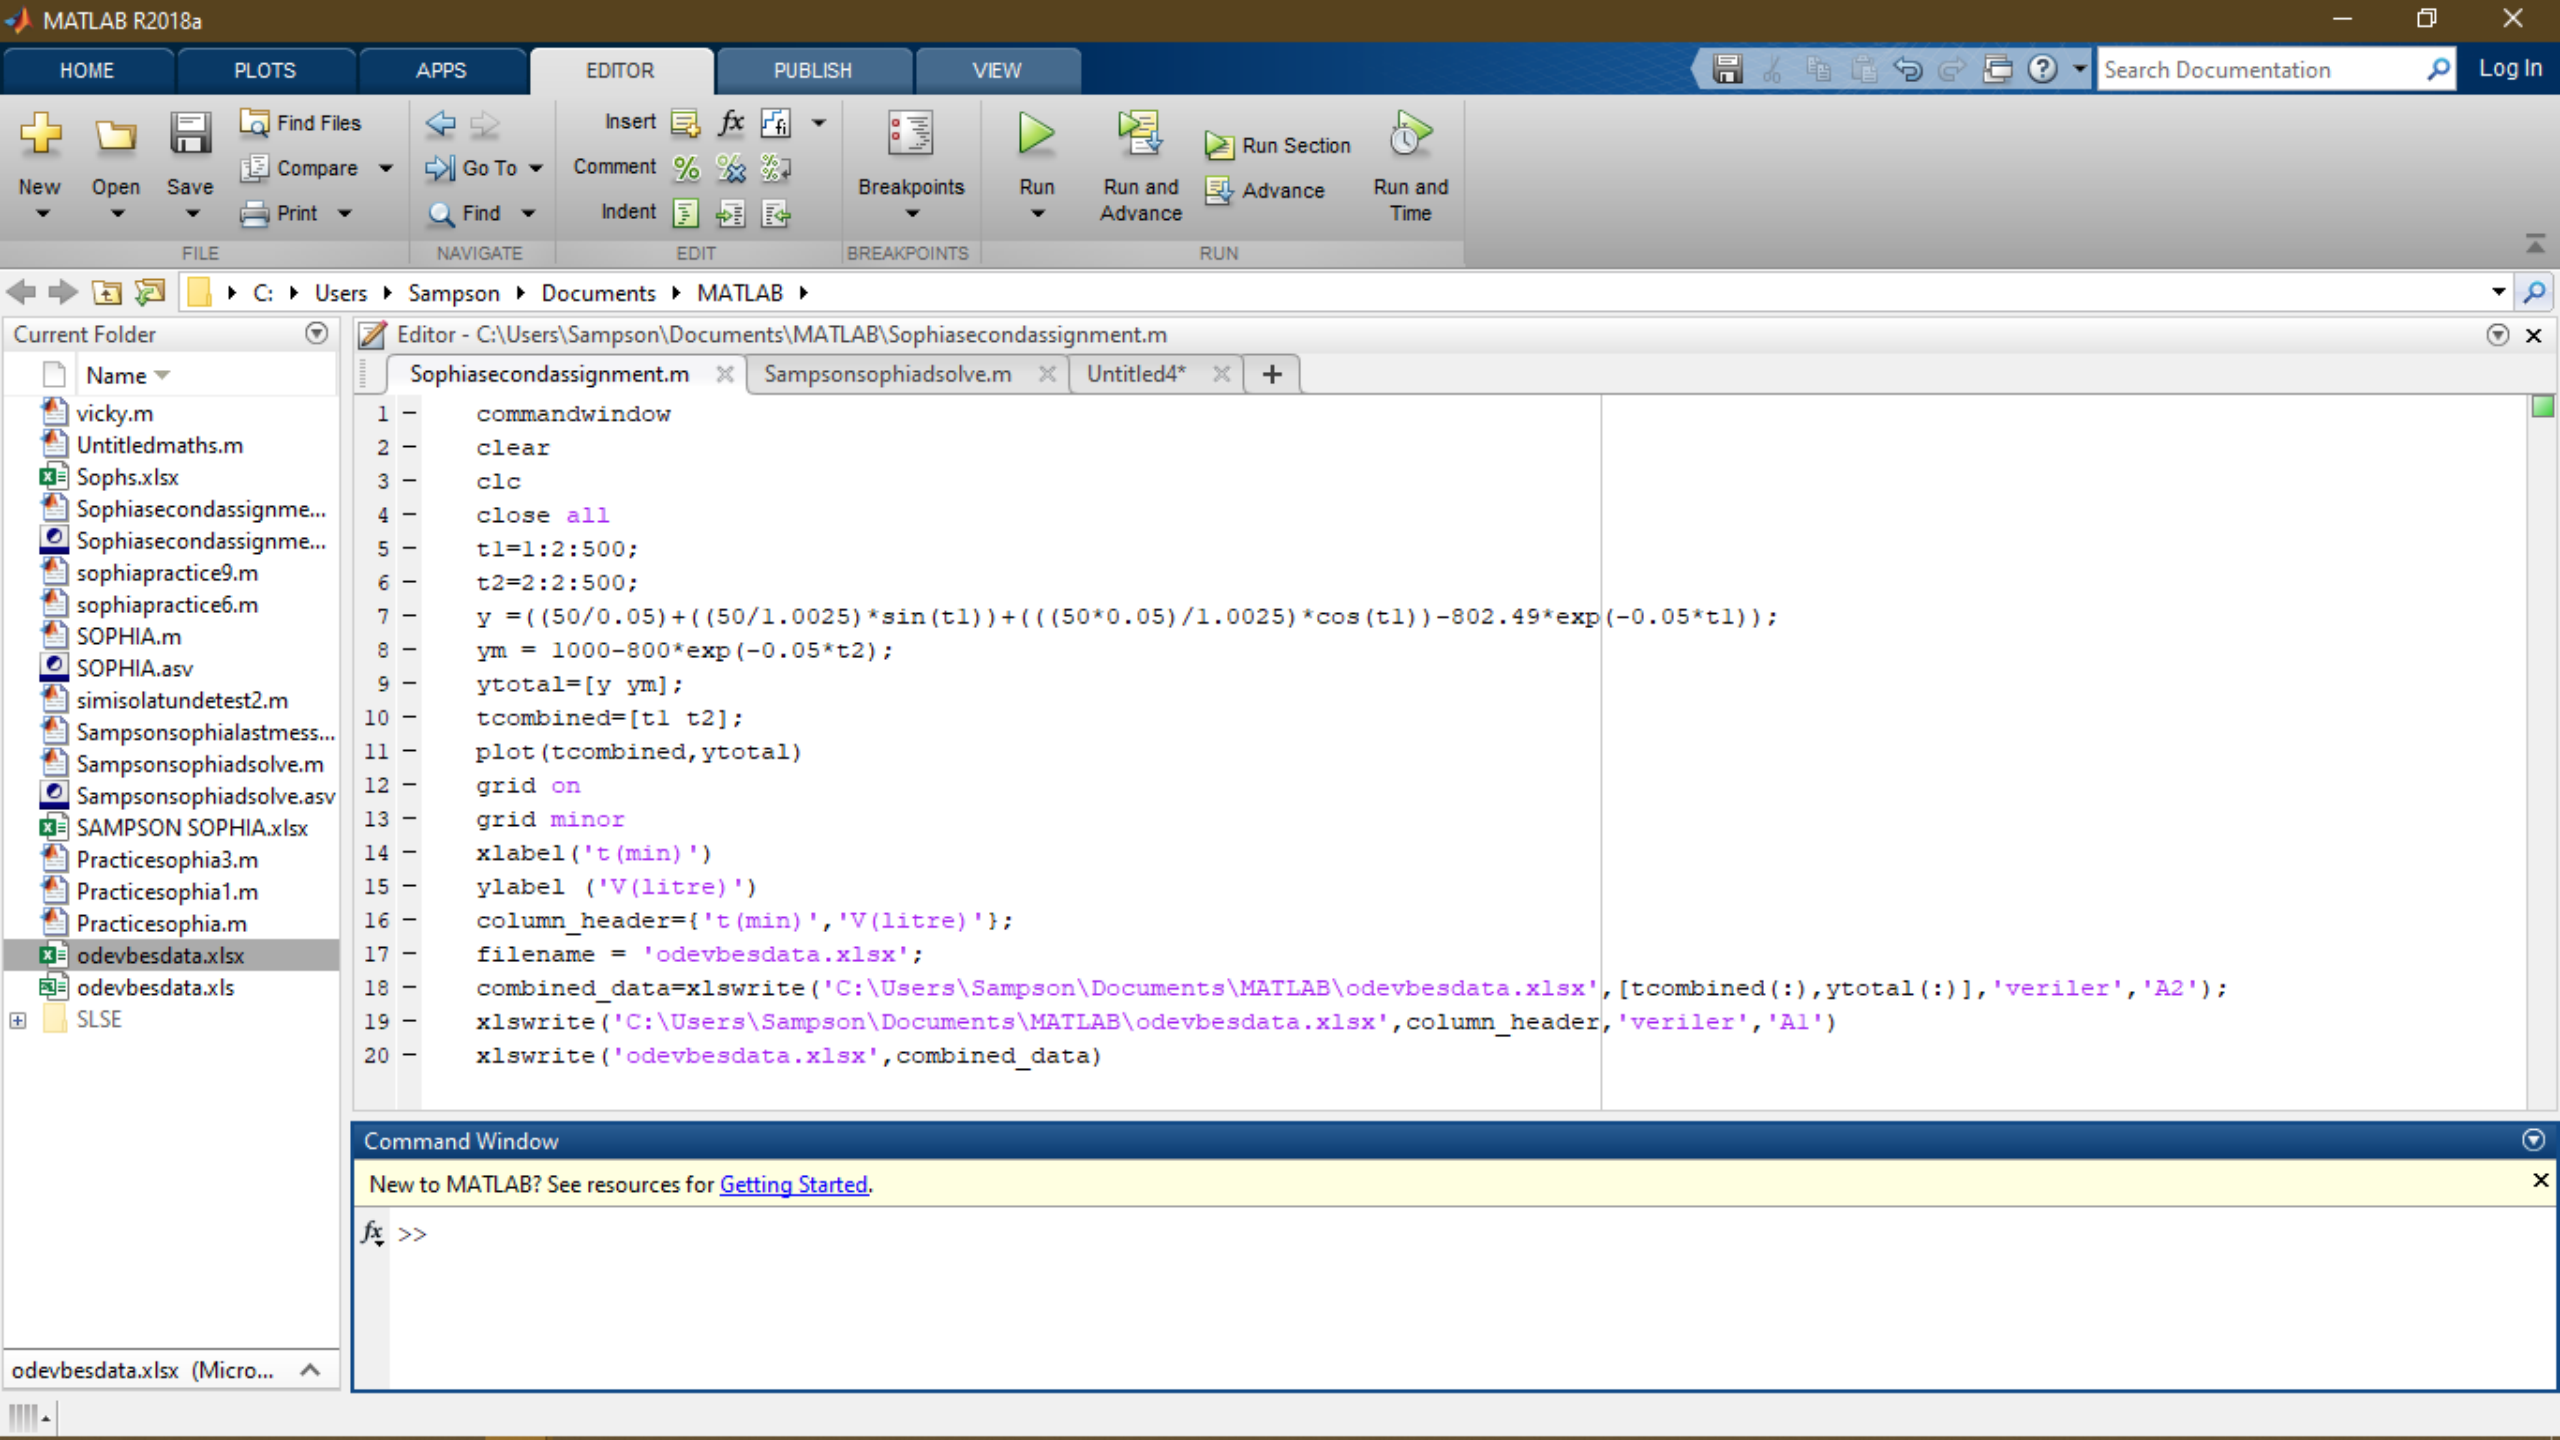 MATLAB R2018a
HOME PLOTS APPS EDITOR PUBLISH VIEW Search Documentation Log In
New Open Save Find Files Compare Print
FILE
Go To Find
NAVIGATE
Insert fx fi
Comment
Indent
EDIT
Breakpoints
BREAKPOINTS
Run Run and Advance Run Section Advance Run and Time
RUN
C: Users Sampson Documents MATLAB
Current Folder
Name
vicky.m
Untitledmaths.m
Sophs.xlsx
Sophiasecondassignme...
Sophiasecondassignme...
sophiapractice9.m
sophiapractice6.m
SOPHIA.m
SOPHIA.asv
simisolatundetest2.m
Sampsonsophialastmess...
Sampsonsophiadsolve.m
Sampsonsophiadsolve.asv
SAMPSON SOPHIA.xlsx
Practicesophia3.m
Practicesophia1.m
Practicesophia.m
odevbesdata.xlsx
odevbesdata.xls
SLSE
odevbesdata.xlsx (Micro...
Editor - C:\Users\Sampson\Documents\MATLAB\Sophiasecondassignment.m
Sophiasecondassignment.m Sampsonsophiadsolve.m Untitled4*
1 – commandwindow
2 – clear
3 – clc
4 – close all
5 – t1=1:2:500;
6 – t2=2:2:500;
7 – y =((50/0.05)+((50/1.0025)*sin(t1))+(((50*0.05)/1.0025)*cos(t1))-802.49*exp(-0.05*t1));
8 – ym = 1000-800*exp(-0.05*t2);
9 – ytotal=[y ym];
10 – tcombined=[t1 t2];
11 – plot(tcombined,ytotal)
12 – grid on
13 – grid minor
14 – xlabel('t(min)')
15 – ylabel ('V(litre)')
16 – column_header={'t(min)','V(litre)'};
17 – filename = 'odevbesdata.xlsx';
18 – combined_data=xlswrite('C:\Users\Sampson\Documents\MATLAB\odevbesdata.xlsx',[tcombined(:),ytotal(:)],'veriler','A2');
19 – xlswrite('C:\Users\Sampson\Documents\MATLAB\odevbesdata.xlsx',column_header,'veriler','A1')
20 – xlswrite('odevbesdata.xlsx',combined_data)
Command Window
New to MATLAB? See resources for Getting Started.
fx >>